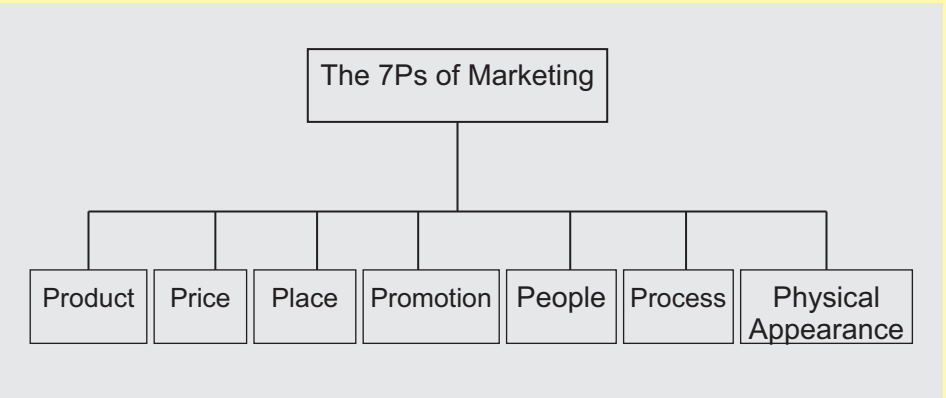 The 7Ps of Marketing
Product
Price
Place
Promotion
People
Process
Physical
Appearance